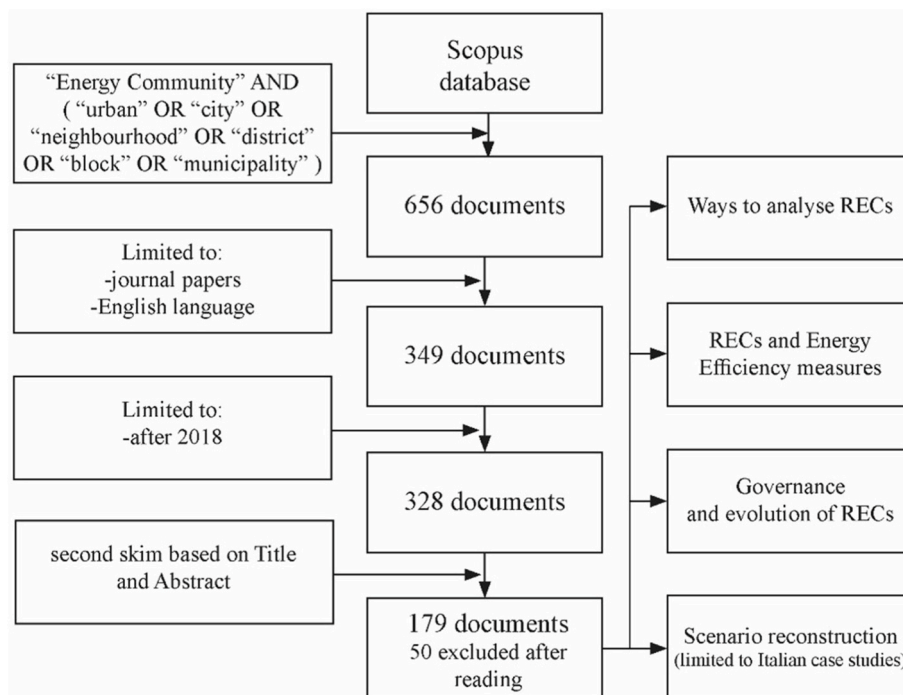 Scopus
database
“Energy Community” AND
( “urban” OR “city” OR
“neighbourhood” OR “district”
OR “block” OR “municipality” )
656 documents
Ways to analyse RECs
Limited to:
-journal papers
-English language
349 documents
RECs and Energy
Efficiency measures
Limited to:
-after 2018
328 documents
Governance
and evolution of RECs
second skim based on Title
and Abstract
179 documents
50 excluded after
reading
Scenario reconstruction
(limited to Italian case studies)